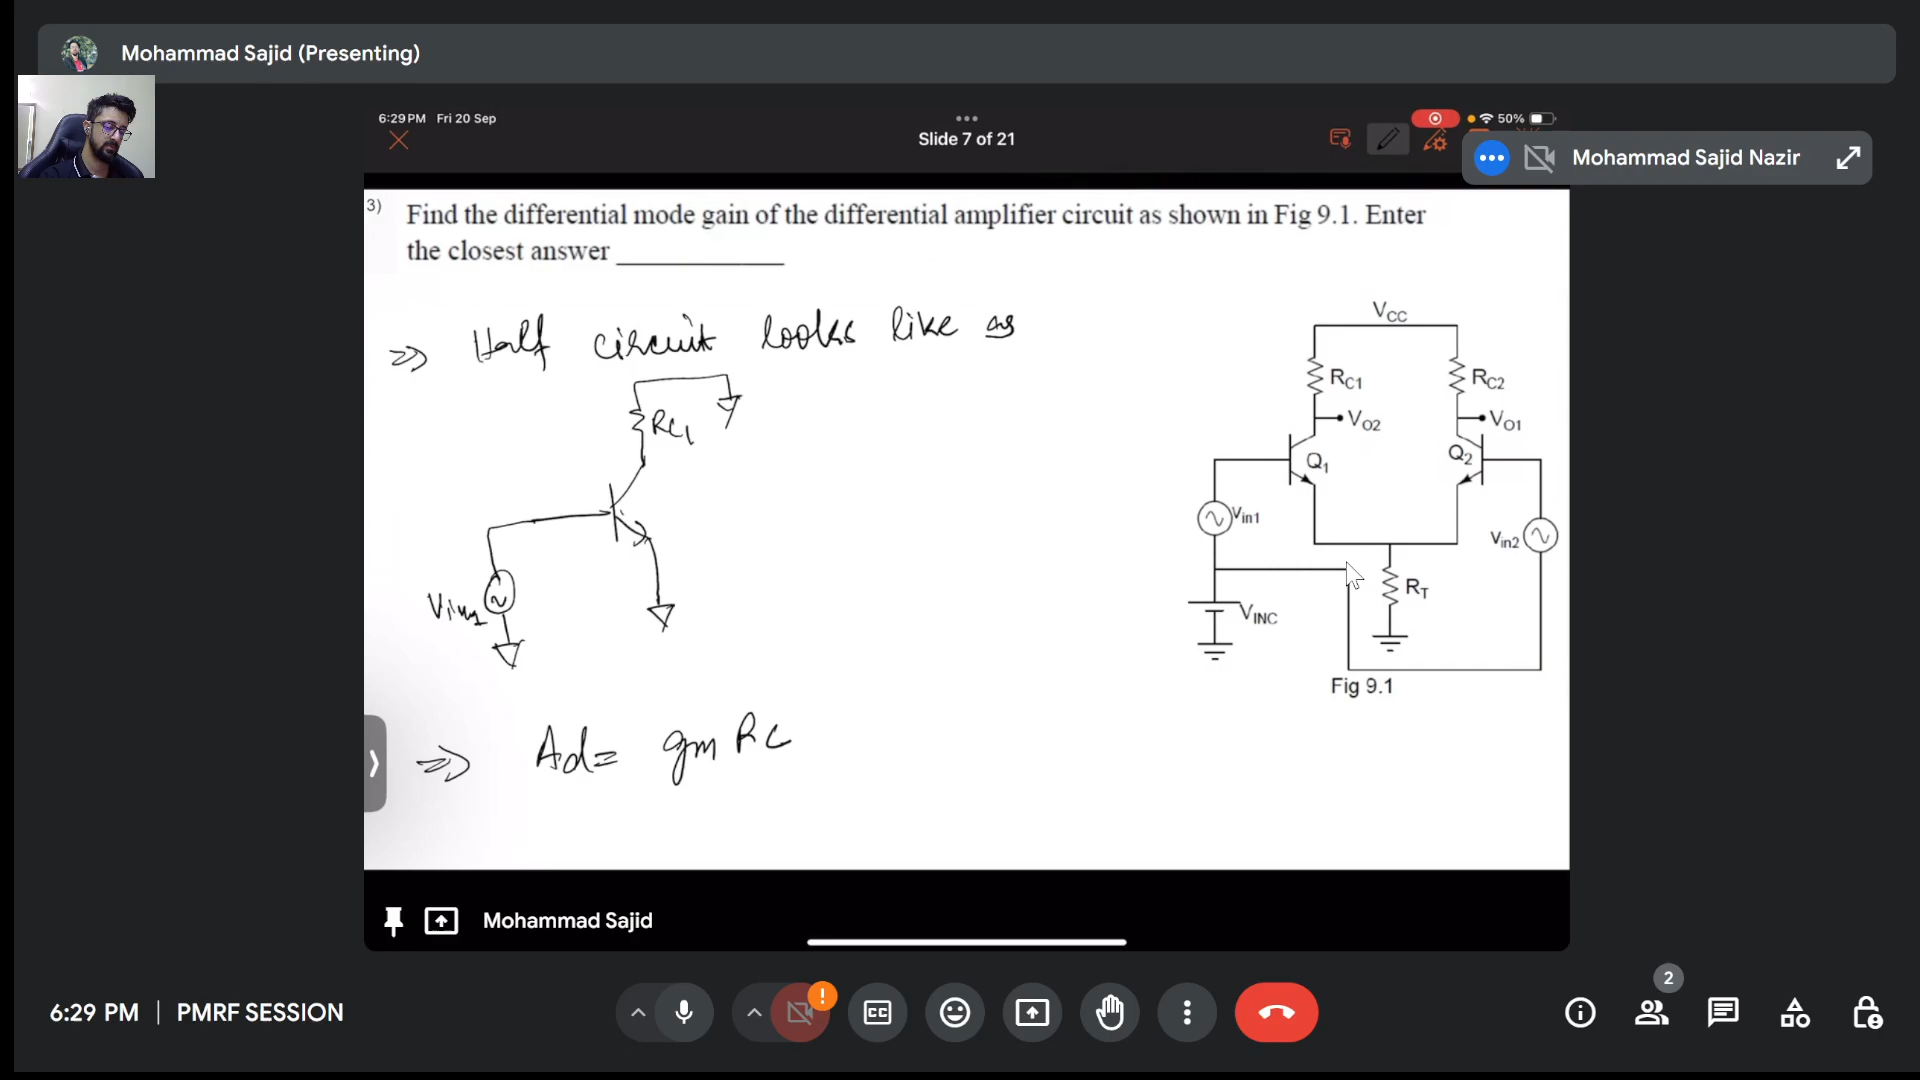 Mohammad Sajid (Presenting)
6:29 PM Fri 20 Sep
Slide 7 of 21
50%
Mohammad Sajid Nazir
3) Find the differential mode gain of the differential amplifier circuit as shown in Fig 9.1. Enter
the closest answer ____________
⇒ Half circuit looks like as
RC1
⇒ Ad = gm RC
VCC
RC1
RC2
VO2
VO1
Q1
Q2
Vin1
Vin2
RT
VINC
Fig 9.1
Mohammad Sajid
6:29 PM | PMRF SESSION
!
CC
2